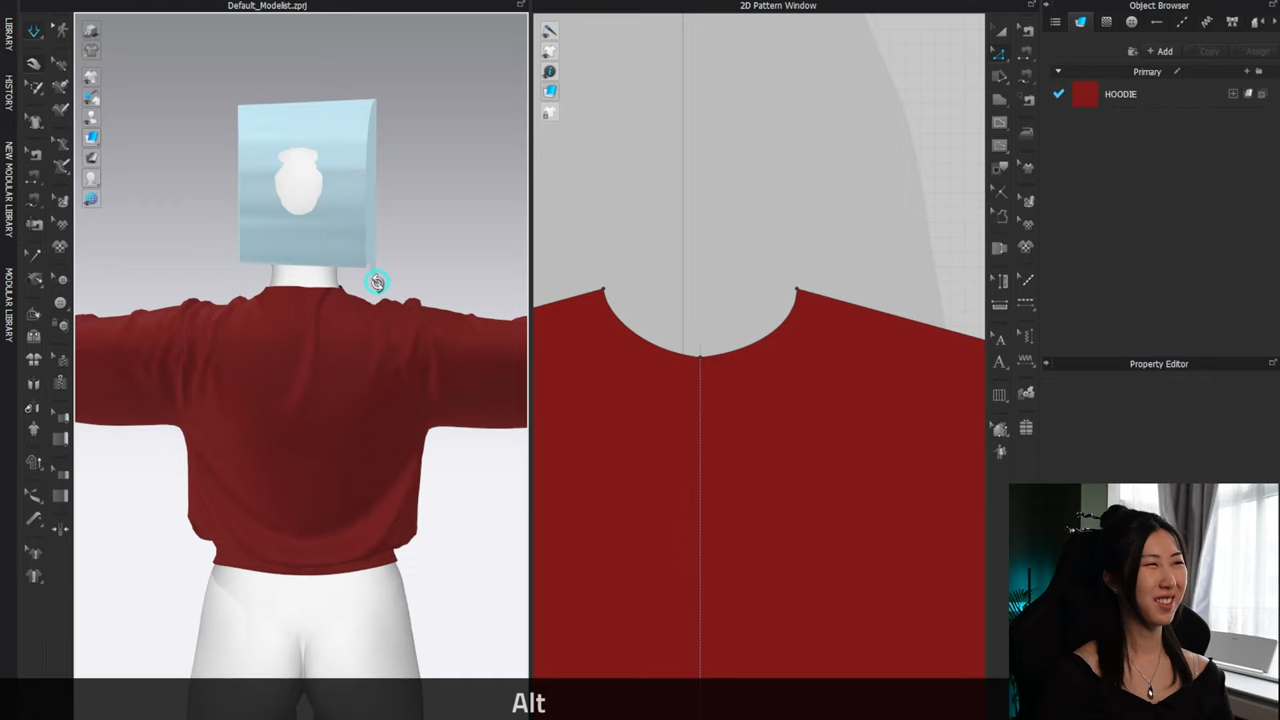 Default_Modelist.zprj
2D Pattern Window
Object Browser
LIBRARY
HISTORY
NEW MODULAR LIBRARY
MODULAR LIBRARY
+ Add
Copy
Assign
Primary
HOODIE
Property Editor
Alt